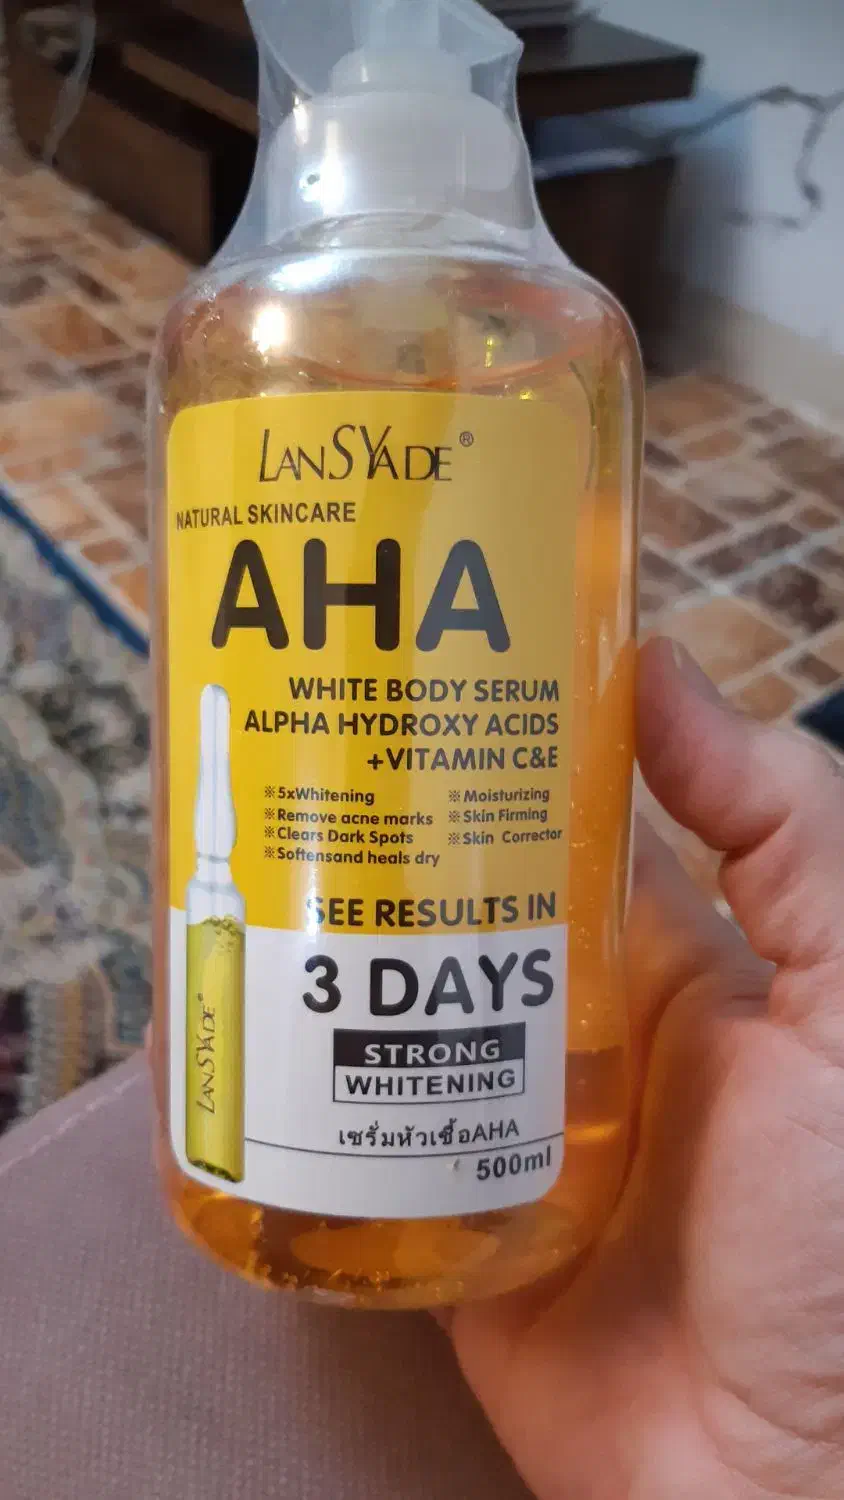 LANSYADE®
NATURAL SKINCARE
AHA
WHITE BODY SERUM
ALPHA HYDROXY ACIDS
+VITAMIN C&E
※5xWhitening
※Remove acne marks
※Clears Dark Spots
※Softensand heals dry
※Moisturizing
※Skin Firming
※Skin Corrector
SEE RESULTS IN
3 DAYS
STRONG
WHITENING
เซรั่มหัวเชื้อAHA
500ml
LANSYADE®